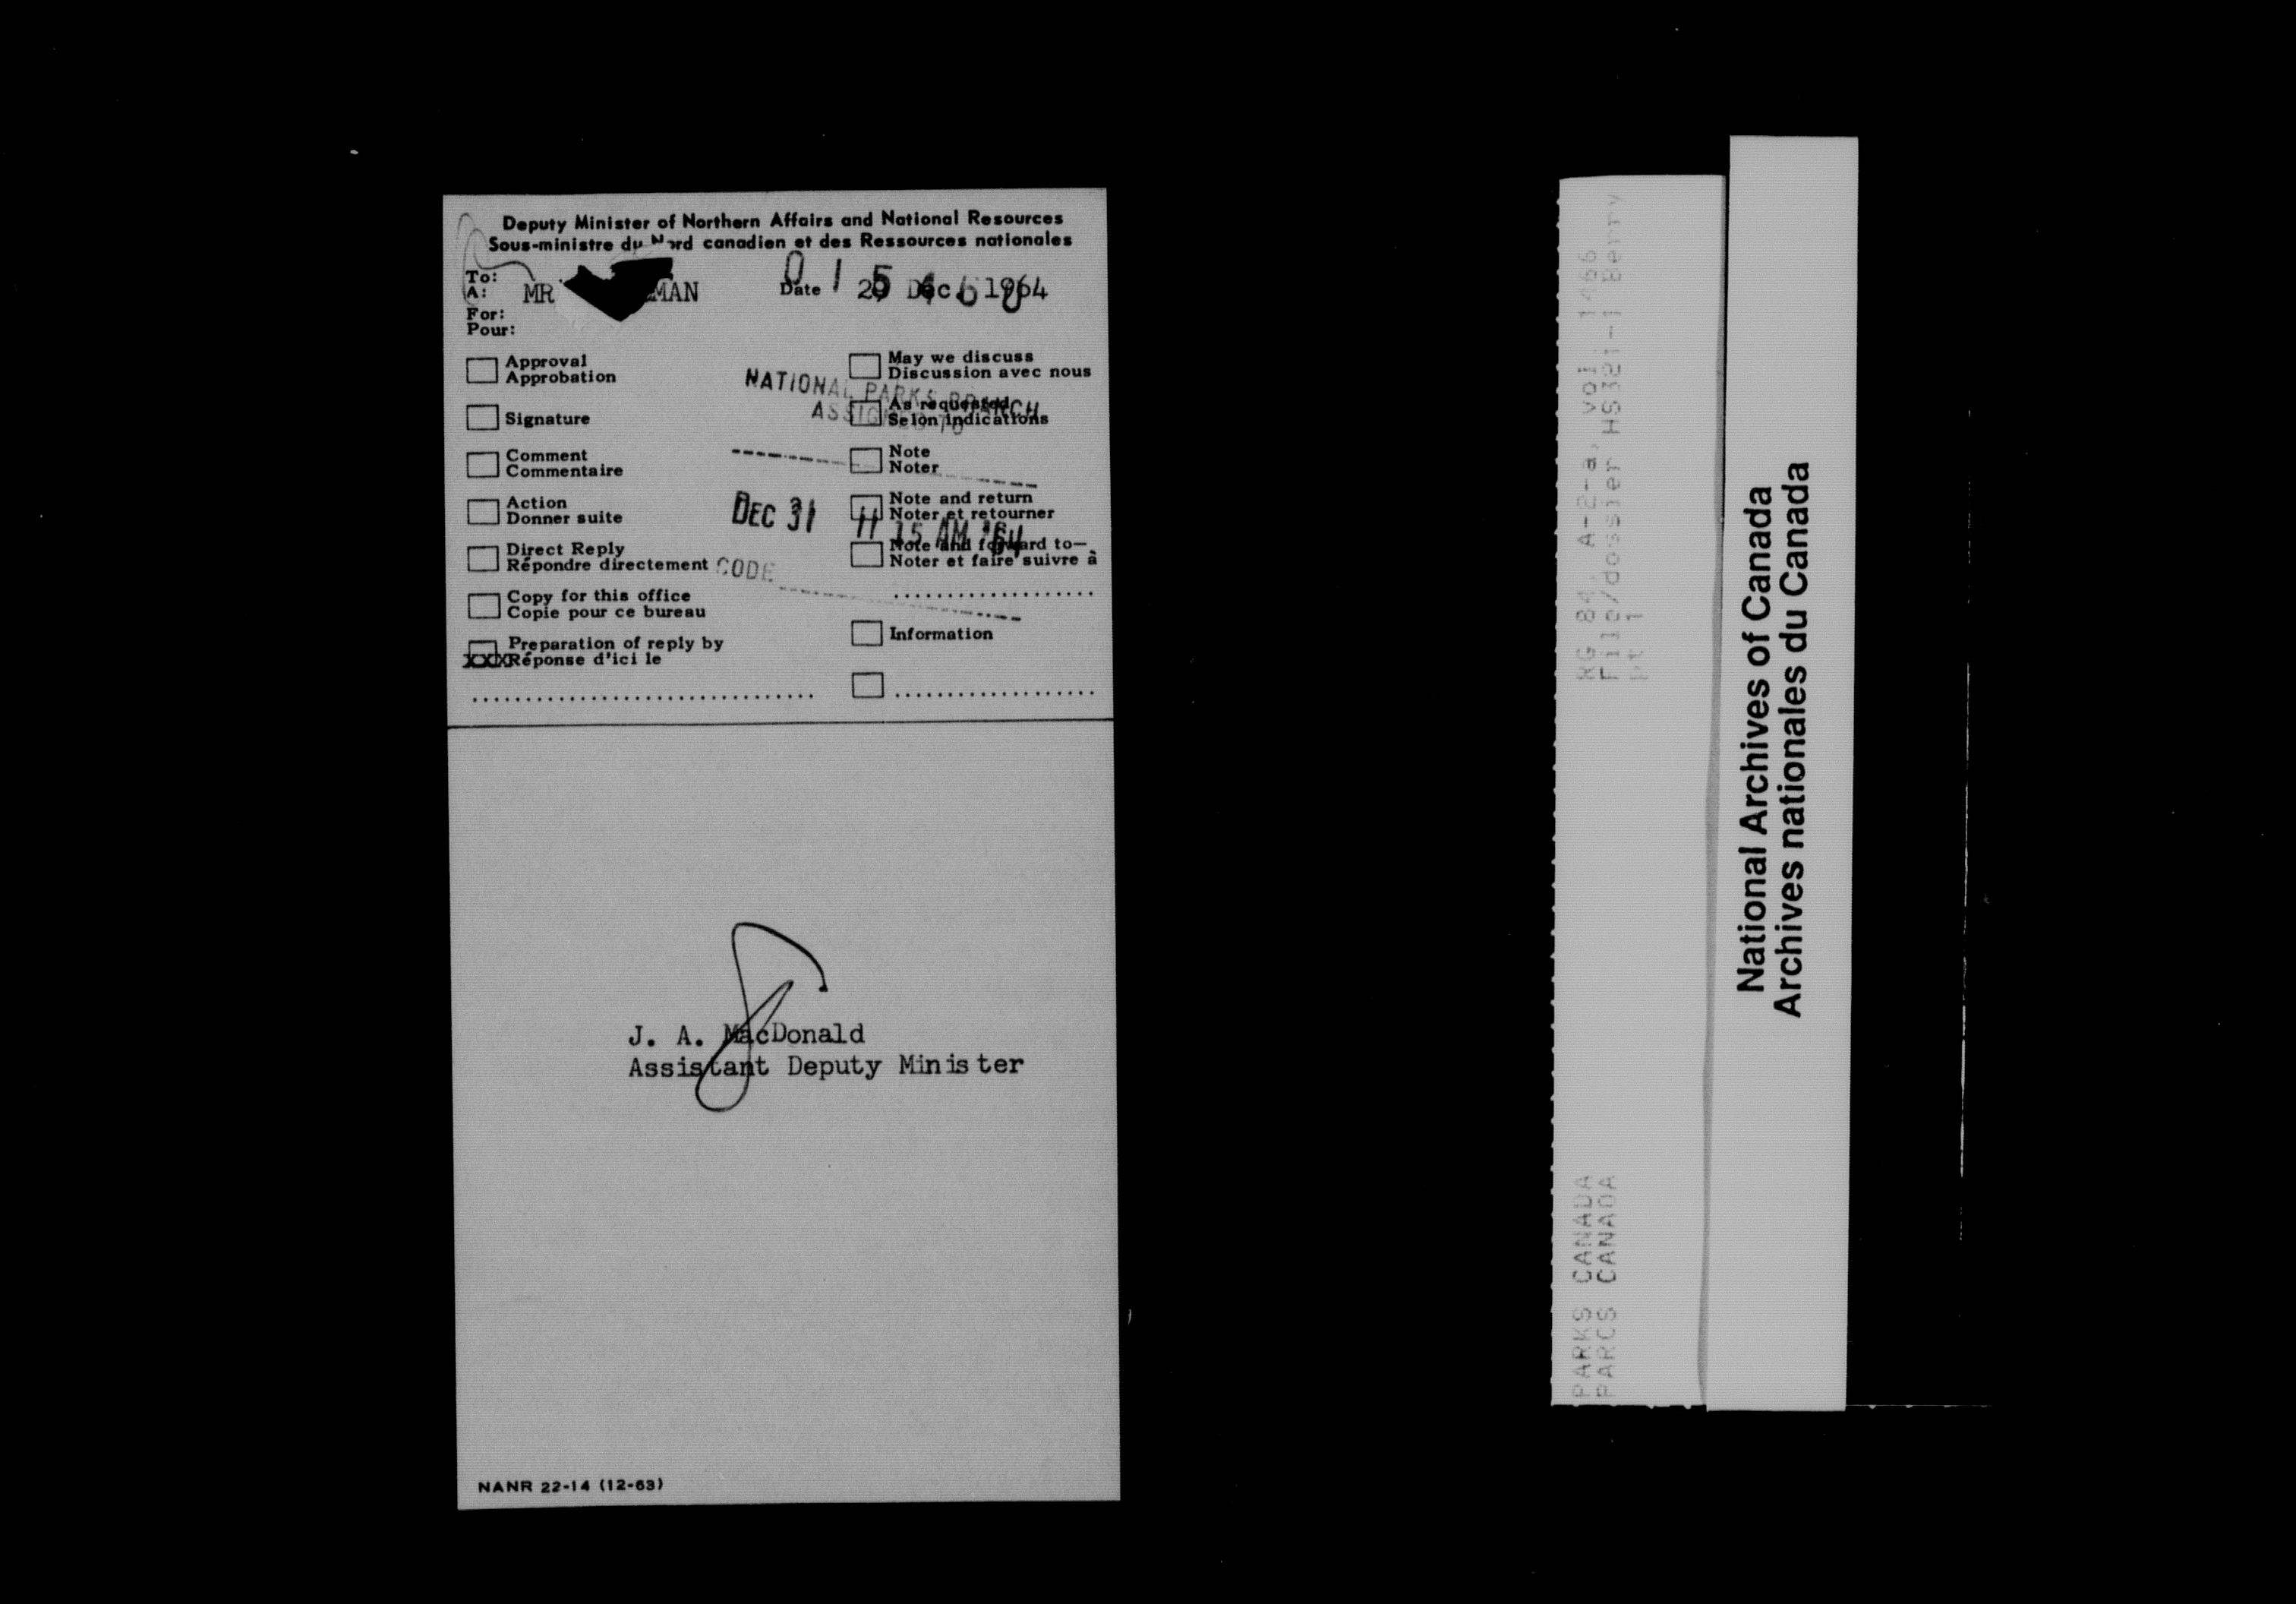 Deputy Minister of Northern Affairs and National Resources
Sous-ministre du Nord canadien et des Ressources nationales
To:
A: MR MAN
Date 1964
For:
Pour:
Approval
Approbation
Signature
Comment
Commentaire
Action
Donner suite
Direct Reply
Répondre directement
Copy for this office
Copie pour ce bureau
Preparation of reply by
XXX Réponse d'ici le
May we discuss
Discussion avec nous
As requested
Selon indications
Note
Noter
Note and return
Noter et retourner
Note and forward to—
Noter et faire suivre à
Information
NATIONAL PARKS BRANCH
ASSIGNED TO
DEC 31 11 15 AM '64
CODE
J. A. MacDonald
Assistant Deputy Minister
NANR 22-14 (12-63)
RG 84, A-2-a, vol. 1466
File/dossier HS321-1 Berry
pt 1
PARKS CANADA
PARCS CANADA
National Archives of Canada
Archives nationales du Canada